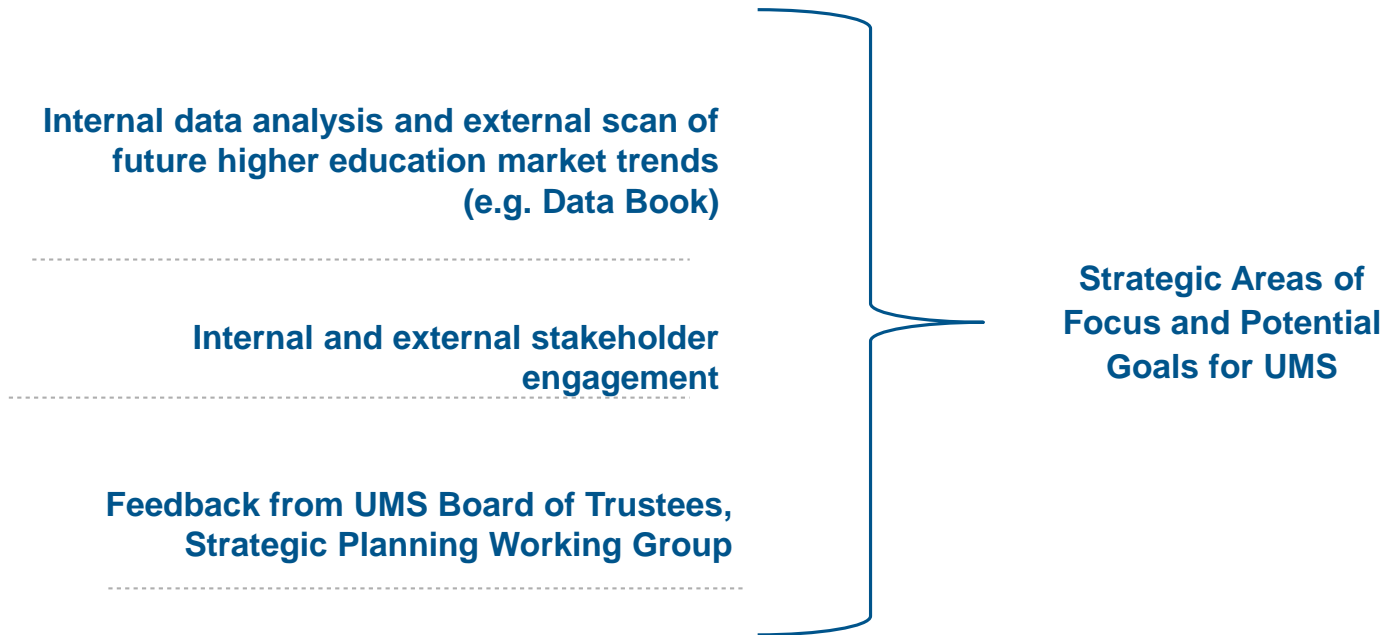 Internal data analysis and external scan of
future higher education market trends
(e.g. Data Book)
Internal and external stakeholder
engagement
Feedback from UMS Board of Trustees,
Strategic Planning Working Group
Strategic Areas of
Focus and Potential
Goals for UMS